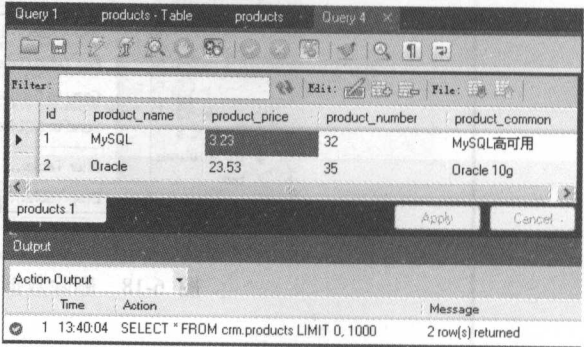 Query 1 products - Table products Query 4 ×
Filter: Edit: File:
id product_name product_price product_number product_common
1 MySQL 3.23 32 MySQL高可用
2 Oracle 23.53 35 Oracle 10g
products 1 Apply Cancel
Output
Action Output
Time Action Message
1 13:40:04 SELECT * FROM crm.products LIMIT 0, 1000 2 row(s) returned